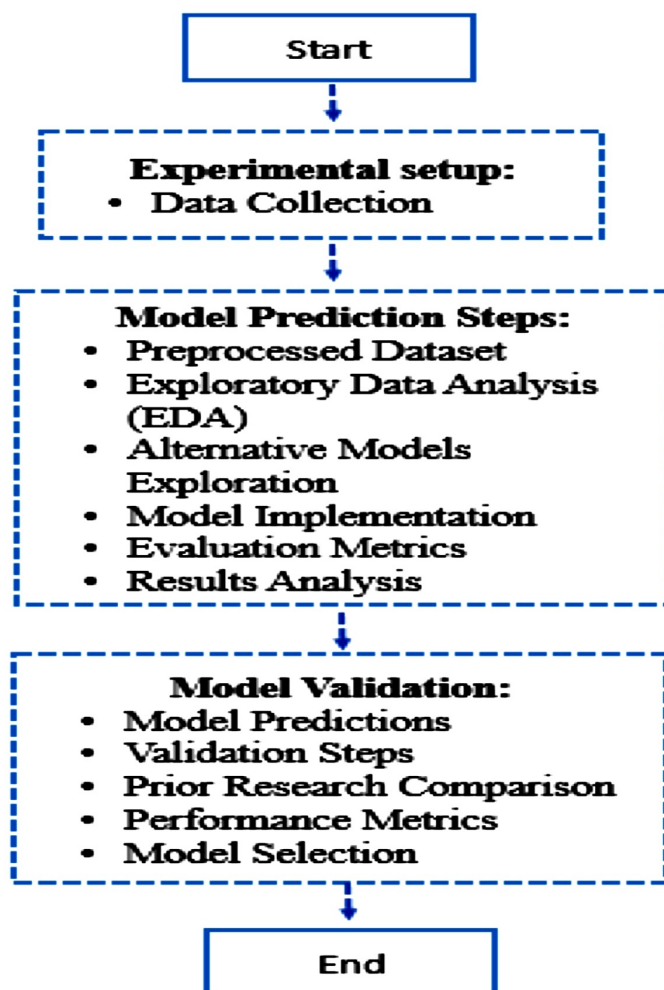 Start
Experimental setup:
• Data Collection
Model Prediction Steps:
• Preprocessed Dataset
• Exploratory Data Analysis
(EDA)
• Alternative Models
Exploration
• Model Implementation
• Evaluation Metrics
• Results Analysis
Model Validation:
• Model Predictions
• Validation Steps
• Prior Research Comparison
• Performance Metrics
• Model Selection
End